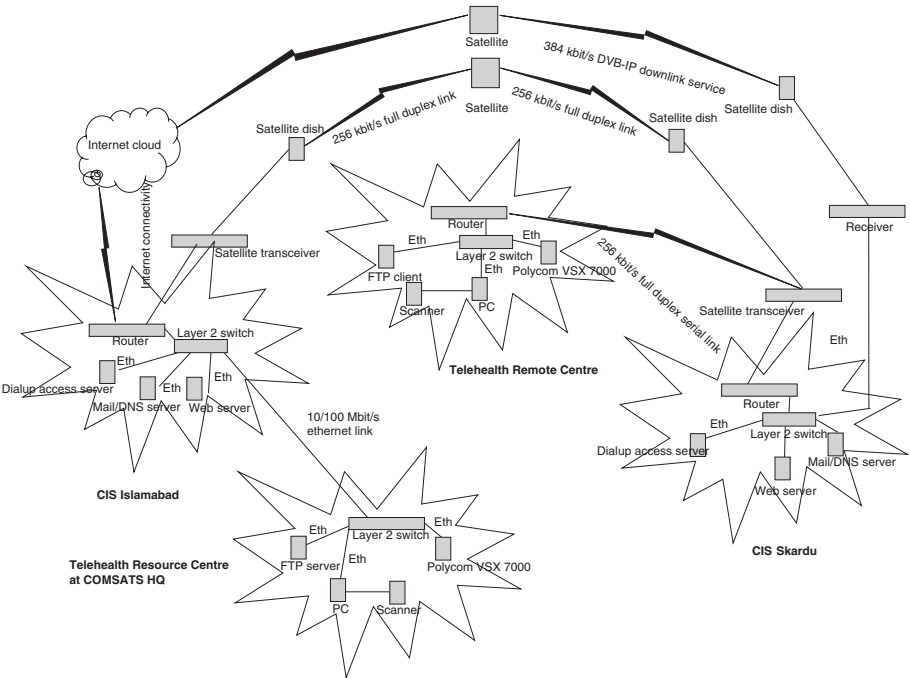 Satellite
384 kbit/s DVB-IP downlink service
Satellite dish
Satellite
256 kbit/s full duplex link
256 kbit/s full duplex link
Satellite dish
Satellite dish
Internet cloud
Internet connectivity
Satellite transceiver
Receiver
Router
Layer 2 switch
Eth
Eth
Eth
Dialup access server
Mail/DNS server
Web server
CIS Islamabad
Router
Eth
Eth
Layer 2 switch
Eth
FTP client
Polycom VSX 7000
Scanner
PC
Telehealth Remote Centre
256 kbit/s full duplex serial link
Satellite transceiver
Eth
Router
Eth
Layer 2 switch
Dialup access server
Mail/DNS server
Web server
CIS Skardu
10/100 Mbit/s
ethernet link
Eth
Eth
Layer 2 switch
Eth
FTP server
Polycom VSX 7000
PC
Scanner
Telehealth Resource Centre
at COMSATS HQ